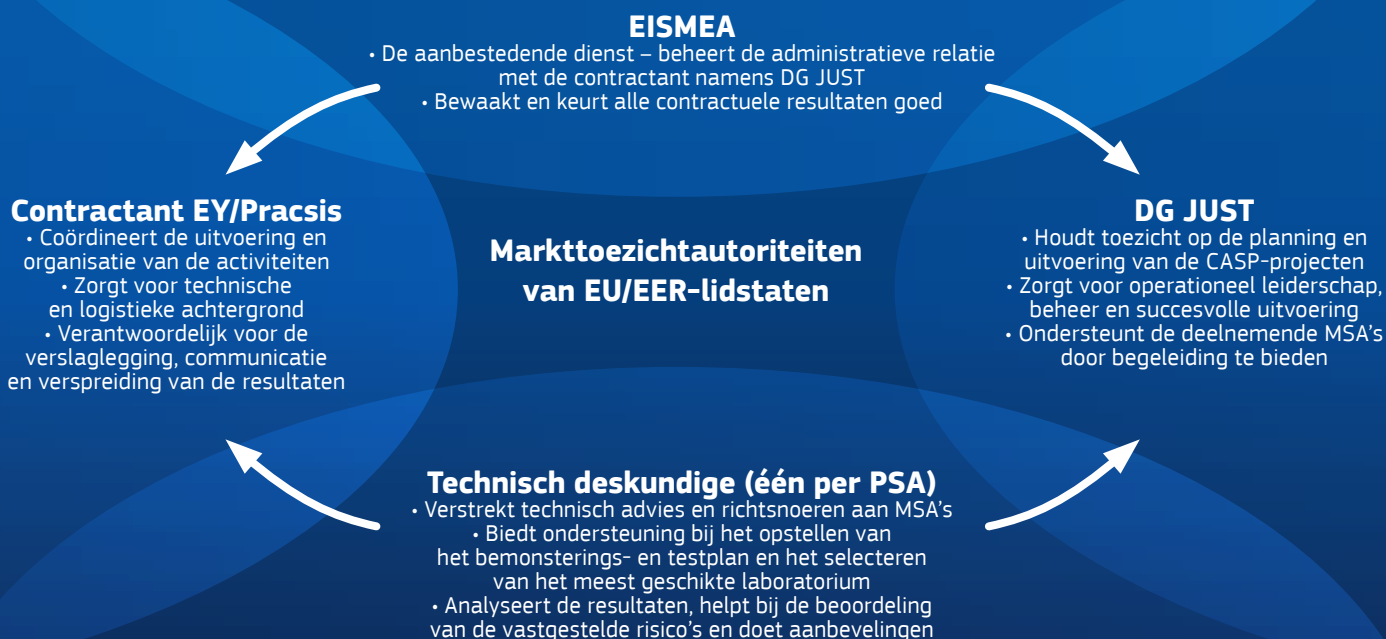 EISMEA
• De aanbestedende dienst – beheert de administratieve relatie
met de contractant namens DG JUST
• Bewaakt en keurt alle contractuele resultaten goed
Contractant EY/Pracsis
• Coördineert de uitvoering en
organisatie van de activiteiten
• Zorgt voor technische
en logistieke achtergrond
• Verantwoordelijk voor de
verslaglegging, communicatie
en verspreiding van de resultaten
Markttoezichtautoriteiten
van EU/EER-lidstaten
DG JUST
• Houdt toezicht op de planning en
uitvoering van de CASP-projecten
• Zorgt voor operationeel leiderschap,
beheer en succesvolle uitvoering
• Ondersteunt de deelnemende MSA’s
door begeleiding te bieden
Technisch deskundige (één per PSA)
• Verstrekt technisch advies en richtsnoeren aan MSA’s
• Biedt ondersteuning bij het opstellen van
het bemonsterings- en testplan en het selecteren
van het meest geschikte laboratorium
• Analyseert de resultaten, helpt bij de beoordeling
van de vastgestelde risico’s en doet aanbevelingen